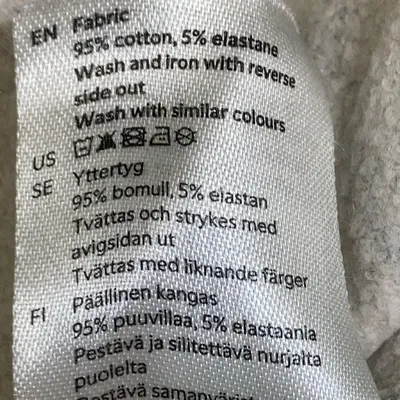 EN Fabric
95% cotton, 5% elastane
Wash and iron with reverse
side out
Wash with similar colours
US
SE Yttertyg
95% bomull, 5% elastan
Tvättas och strykes med
avigsidan ut
Tvättas med liknande färger
FI Päällinen kangas
95% puuvillaa, 5% elastaania
Pestävä ja silitettävä nurjalta
puolelta